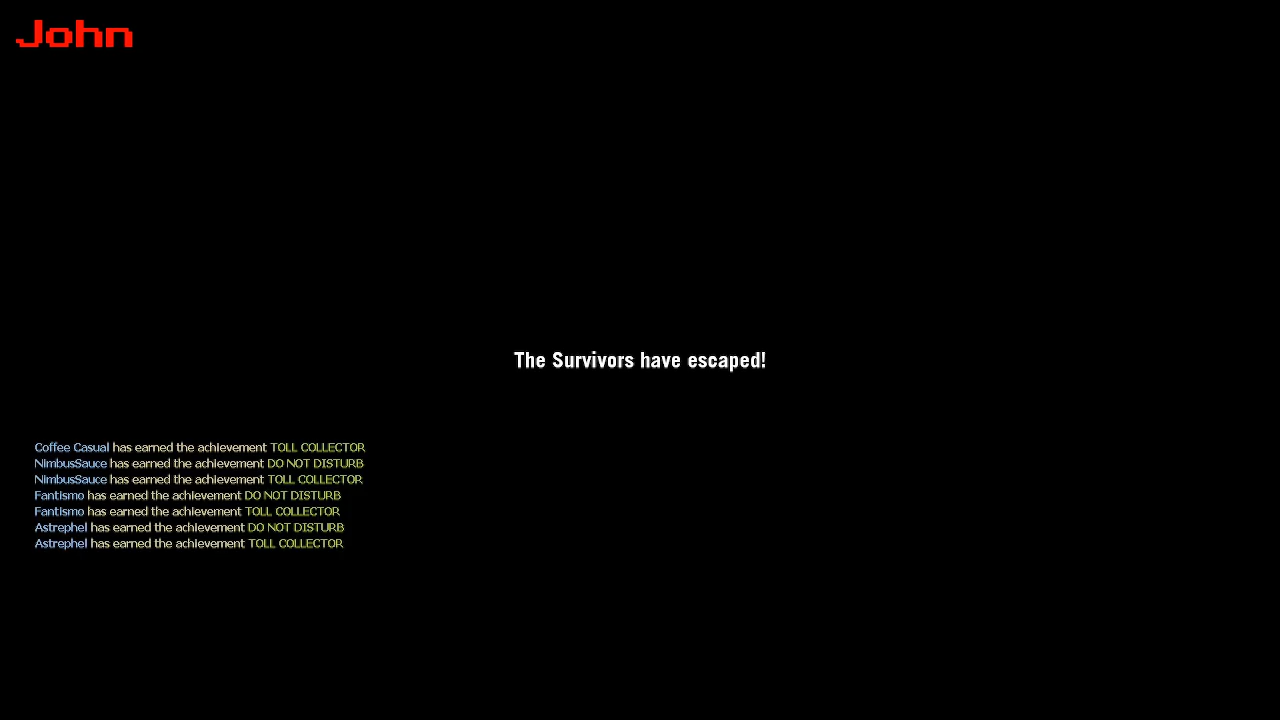 John
The Survivors have escaped!
Coffee Casual has earned the achievement TOLL COLLECTOR
NimbusSauce has earned the achievement DO NOT DISTURB
NimbusSauce has earned the achievement TOLL COLLECTOR
Fantismo has earned the achievement DO NOT DISTURB
Fantismo has earned the achievement TOLL COLLECTOR
Astrephel has earned the achievement DO NOT DISTURB
Astrephel has earned the achievement TOLL COLLECTOR